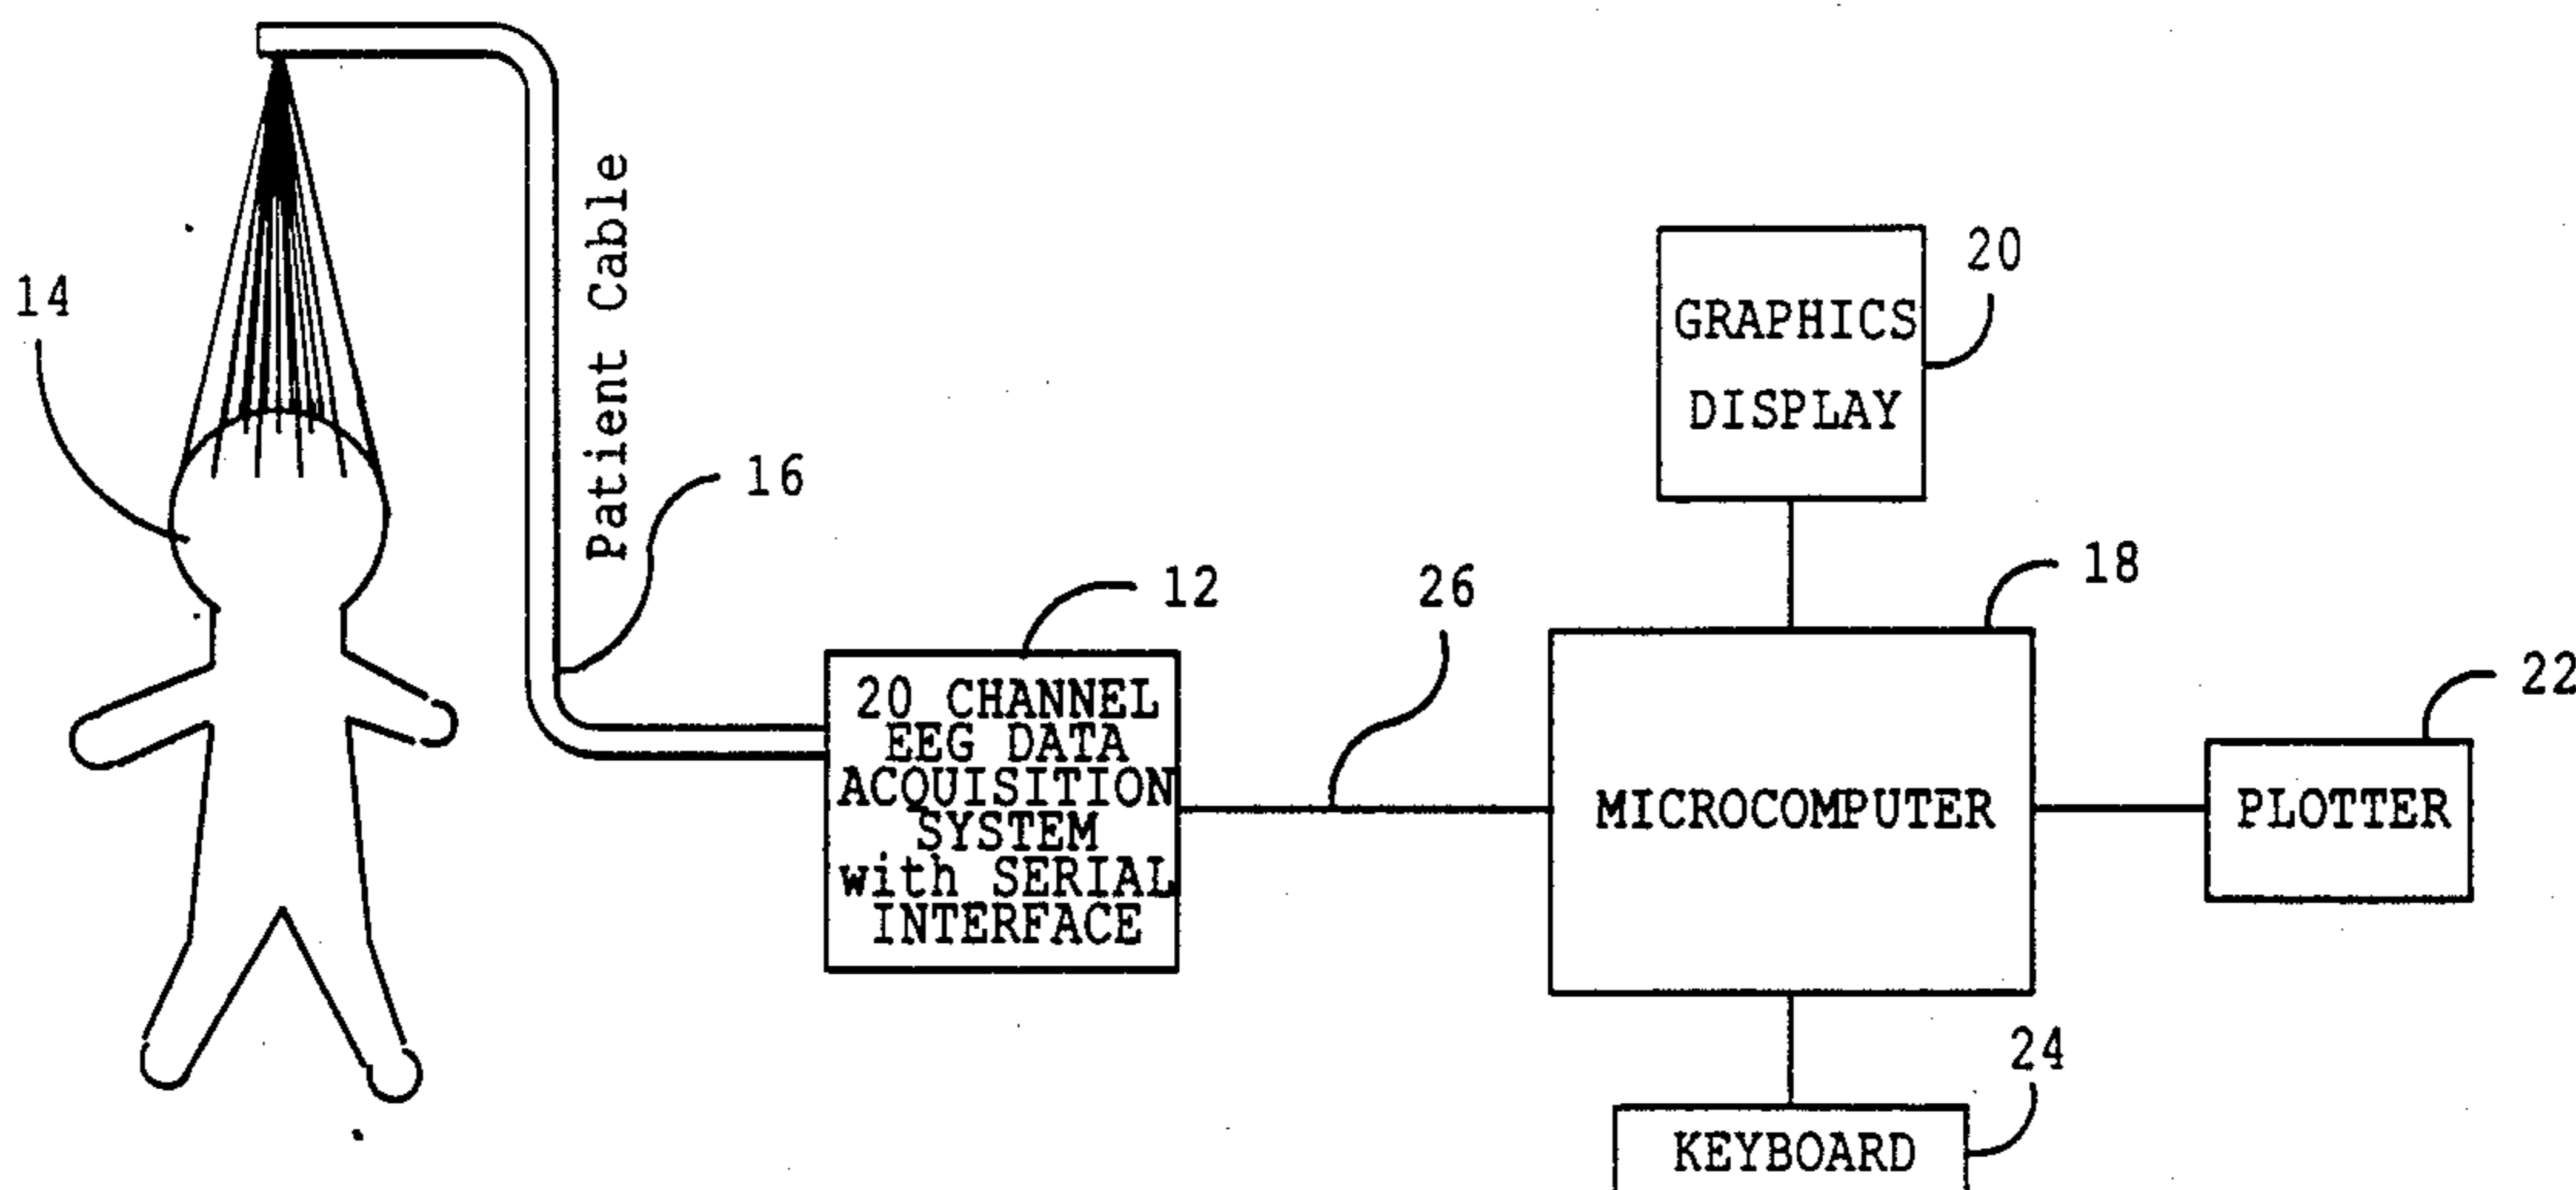 14
Patient Cable
16
12
20 CHANNEL
EEG DATA
ACQUISITION
SYSTEM
with SERIAL
INTERFACE
26
GRAPHICS
DISPLAY
20
18
MICROCOMPUTER
22
PLOTTER
24
KEYBOARD